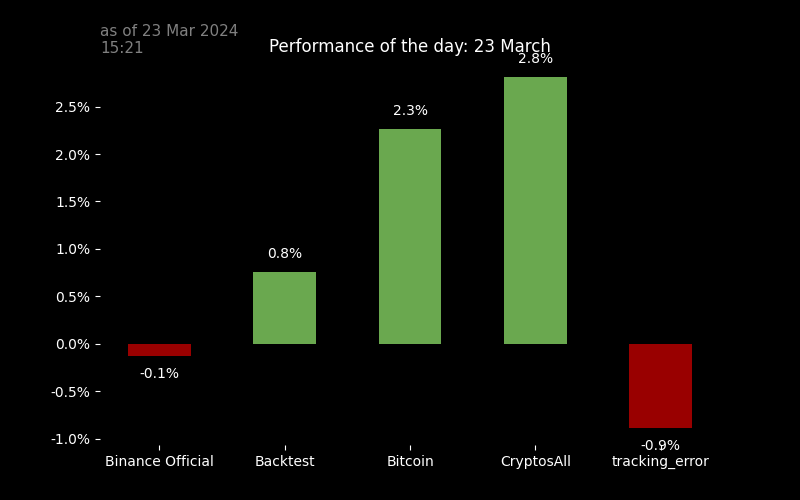 as of 23 Mar 2024
15:21
Performance of the day: 23 March
2.8%
2.5%
2.3%
2.0%
1.5%
1.0%
0.8%
0.5%
0.0%
-0.1%
-0.5%
-1.0%
-0.9%
Binance Official
Backtest
Bitcoin
CryptosAll
tracking_error